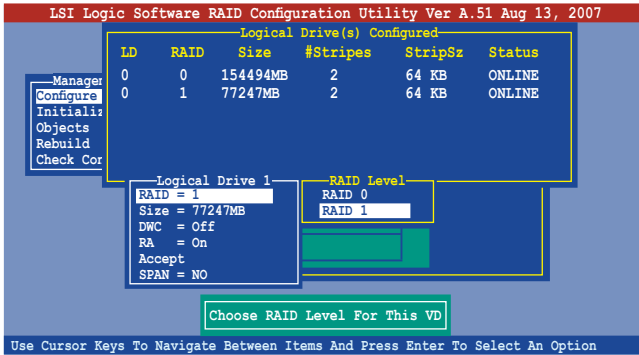 LSI Logic Software RAID Configuration Utility Ver A.51 Aug 13, 2007
Logical Drive(s) Configured
LD RAID Size #Stripes StripSz Status
0 0 154494MB 2 64 KB ONLINE
0 1 77247MB 2 64 KB ONLINE
Manager
Configure
Initializ
Objects
Rebuild
Check Con
Logical Drive 1
RAID = 1
Size = 77247MB
DWC = Off
RA = On
Accept
SPAN = NO
RAID Level
RAID 0
RAID 1
Choose RAID Level For This VD
Use Cursor Keys To Navigate Between Items And Press Enter To Select An Option